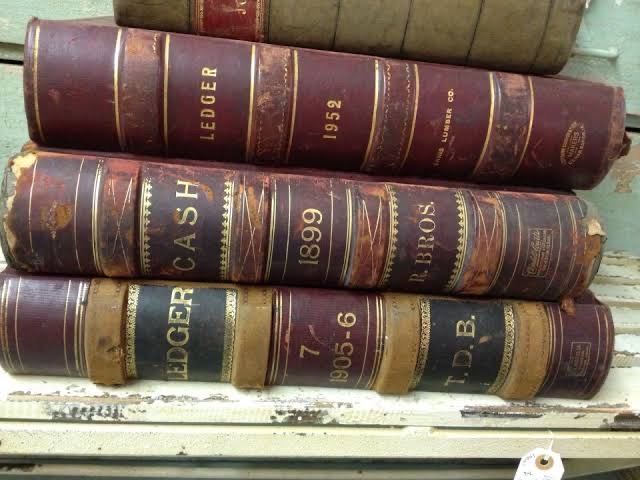 LEDGER
1952
LUMBER CO.
CASH
1899
R. BROS.
LEDGER
7
1905-6
T.D.B.